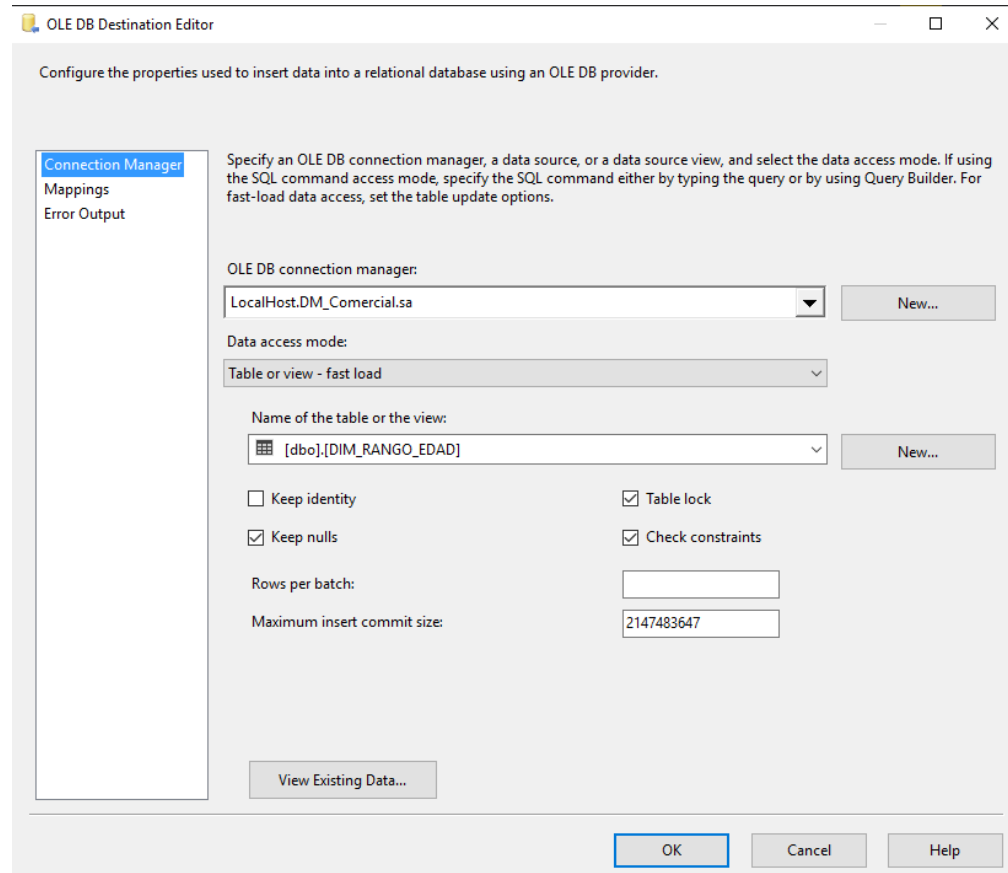 OLE DB Destination Editor
Configure the properties used to insert data into a relational database using an OLE DB provider.
Connection Manager
Mappings
Error Output
Specify an OLE DB connection manager, a data source, or a data source view, and select the data access mode. If using
the SQL command access mode, specify the SQL command either by typing the query or by using Query Builder. For
fast-load data access, set the table update options.
OLE DB connection manager:
LocalHost.DM_Comercial.sa
New...
Data access mode:
Table or view - fast load
Name of the table or the view:
[dbo].[DIM_RANGO_EDAD]
New...
Keep identity
Table lock
Keep nulls
Check constraints
Rows per batch:
Maximum insert commit size:
2147483647
View Existing Data...
OK
Cancel
Help